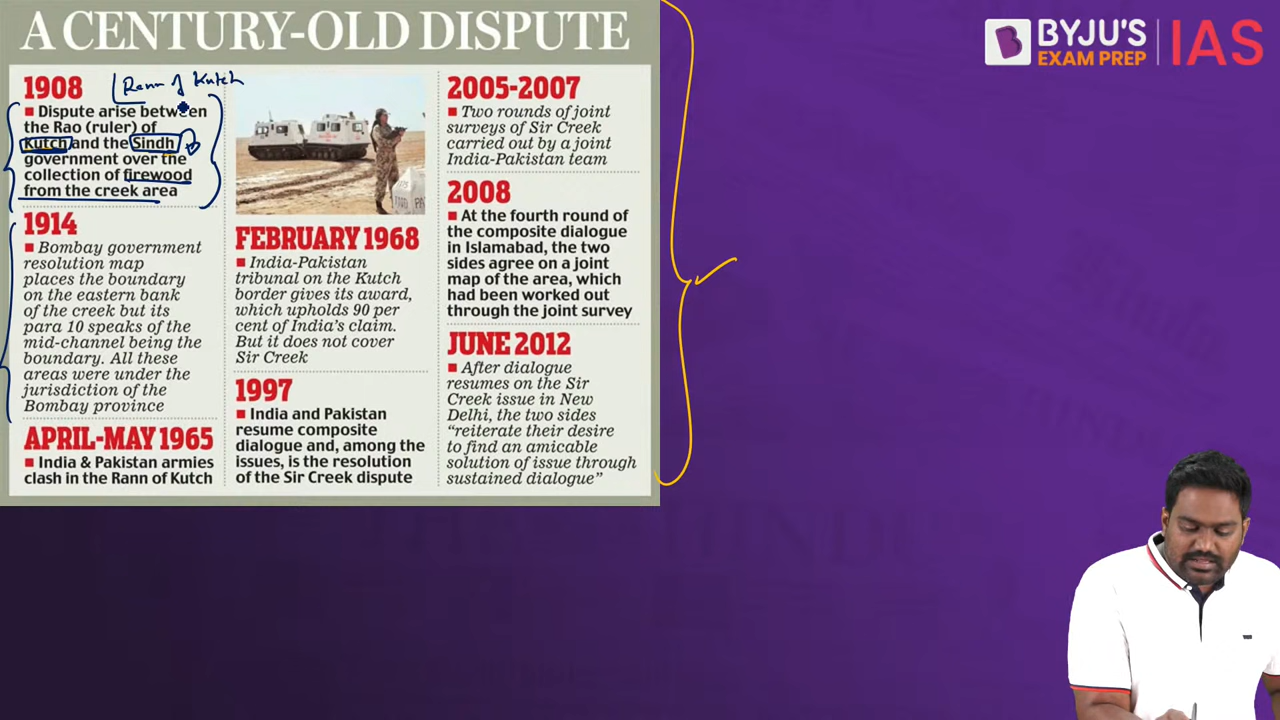 A CENTURY-OLD DISPUTE
1908
Rann of Kutch
■ Dispute arise between
the Rao (ruler) of
Kutch and the Sindh
government over the
collection of firewood
from the creek area
1914
■ Bombay government
resolution map
places the boundary
on the eastern bank
of the creek but its
para 10 speaks of the
mid-channel being the
boundary. All these
areas were under the
jurisdiction of the
Bombay province
APRIL-MAY 1965
■ India & Pakistan armies
clash in the Rann of Kutch
FEBRUARY 1968
■ India-Pakistan
tribunal on the Kutch
border gives its award,
which upholds 90 per
cent of India's claim.
But it does not cover
Sir Creek
1997
■ India and Pakistan
resume composite
dialogue and, among the
issues, is the resolution
of the Sir Creek dispute
2005-2007
■ Two rounds of joint
surveys of Sir Creek
carried out by a joint
India-Pakistan team
2008
■ At the fourth round of
the composite dialogue
in Islamabad, the two
sides agree on a joint
map of the area, which
had been worked out
through the joint survey
JUNE 2012
■ After dialogue
resumes on the Sir
Creek issue in New
Delhi, the two sides
"reiterate their desire
to find an amicable
solution of issue through
sustained dialogue"
BYJU'S
EXAM PREP
IAS